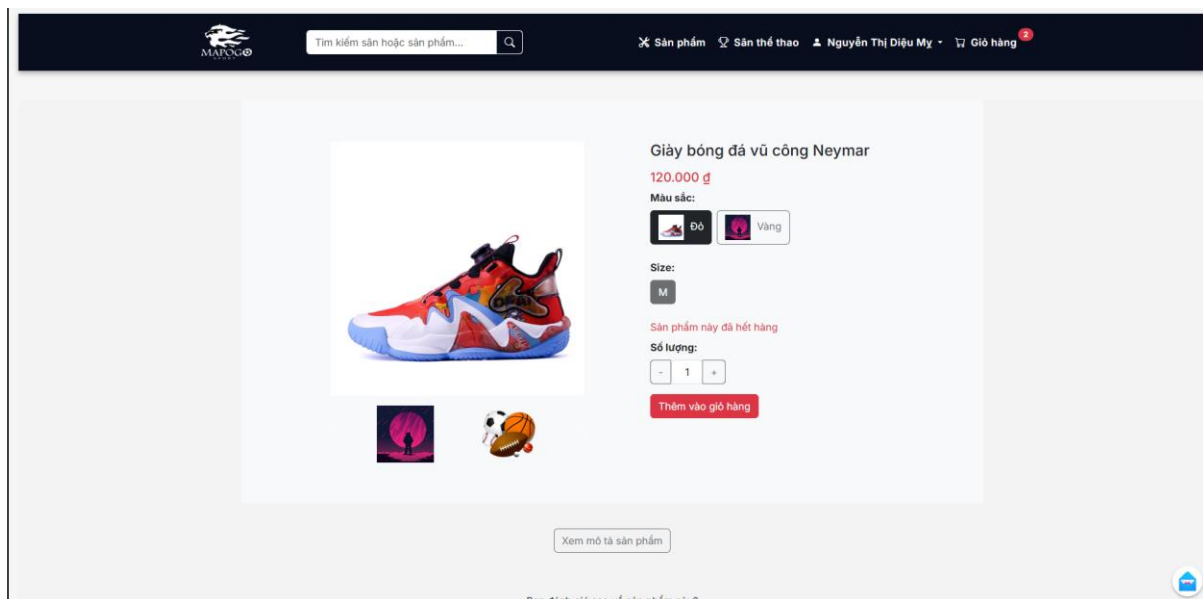 MAPOGO
SPORT
Tìm kiếm sân hoặc sản phẩm...
Sản phẩm
Sân thể thao
Nguyễn Thị Diệu My
Giỏ hàng
2
Giày bóng đá vũ công Neymar
120.000 ₫
Màu sắc:
Đỏ
Vàng
Size:
M
Sản phẩm này đã hết hàng
Số lượng:
- 1 +
Thêm vào giỏ hàng
Xem mô tả sản phẩm